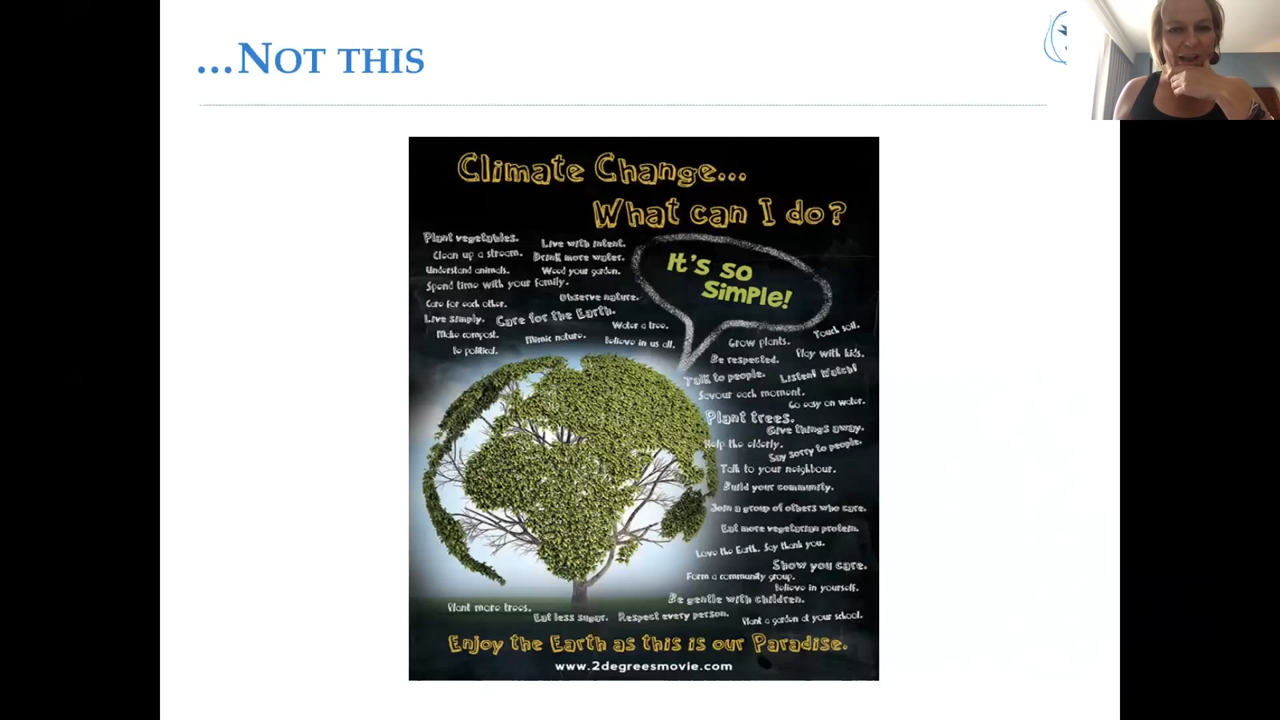 ...NOT THIS
Climate Change...
What can I do?
Plant vegetables.
Live with intent.
Clean up a stream.
Drink more water.
Understand animals.
Weed your garden.
Spend time with your family.
Observe nature.
Care for each other.
Live simply.
Care for the Earth.
Water a tree.
Make compost.
Mimic nature.
Believe in us all.
Be political.
It's so
Simple!
Touch soil.
Grow plants.
Be respected.
Play with kids.
Talk to people.
Listen! Watch!
Savour each moment.
Go easy on water.
Plant trees.
Give things away.
Help the elderly.
Say sorry to people.
Talk to your neighbour.
Build your community.
Join a group of others who care.
Eat more vegetarian protein.
Love the Earth. Say thank you.
Show you care.
Form a community group.
Believe in yourself.
Be gentle with children.
Plant more trees.
Eat less sugar.
Respect every person.
Plant a garden at your school.
Enjoy the Earth as this is our Paradise.
www.2degreesmovie.com